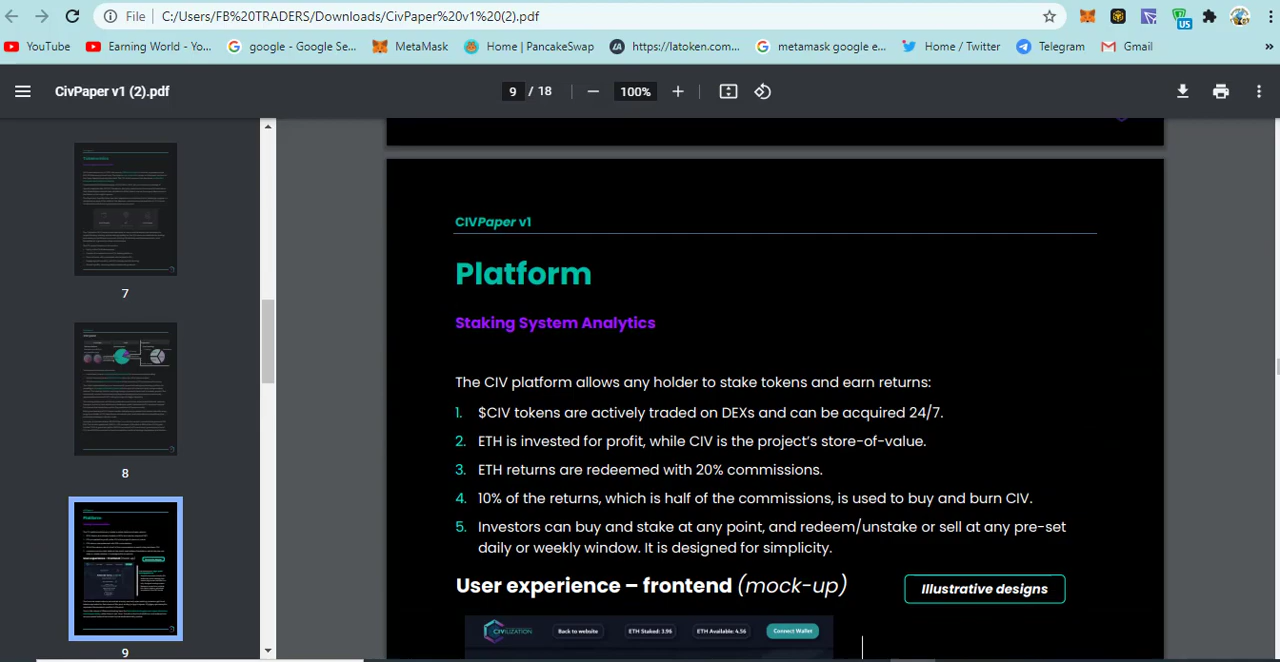 File
C:/Users/FB%20TRADERS/Downloads/CivPaper%20v1%20(2).pdf
US
YouTube
Earning World - Yo...
google - Google Se...
MetaMask
Home | PancakeSwap
https://latoken.com...
metamask google e...
Home / Twitter
Telegram
Gmail
»
CivPaper v1 (2).pdf
9 / 18
100%
7
8
9
CIVPaper v1
Platform
Staking System Analytics
The CIV platform allows any holder to stake tokens and earn returns:
1. $CIV tokens are actively traded on DEXs and can be acquired 24/7.
2. ETH is invested for profit, while CIV is the project's store-of-value.
3. ETH returns are redeemed with 20% commissions.
4. 10% of the returns, which is half of the commissions, is used to buy and burn CIV.
5. Investors can buy and stake at any point, and redeem/unstake or sell at any pre-set
daily/weekly window. It is designed for simplicity.
User experience – frontend (mock-up)
Illustrative designs
CIVILIZATION
Back to website
ETH Staked: 3.96
ETH Available: 4.56
Connect Wallet